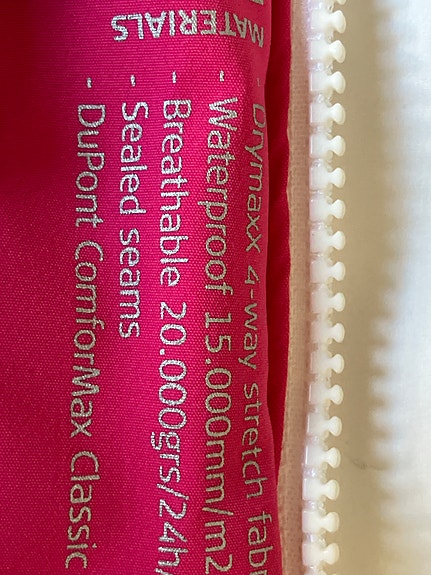 MATERIALS
- Drymaxx 4-way stretch
- Waterproof 15.000mm/m2
- Breathable 20.000grs/24h/
- Sealed seams
- DuPont ComforMax Classic